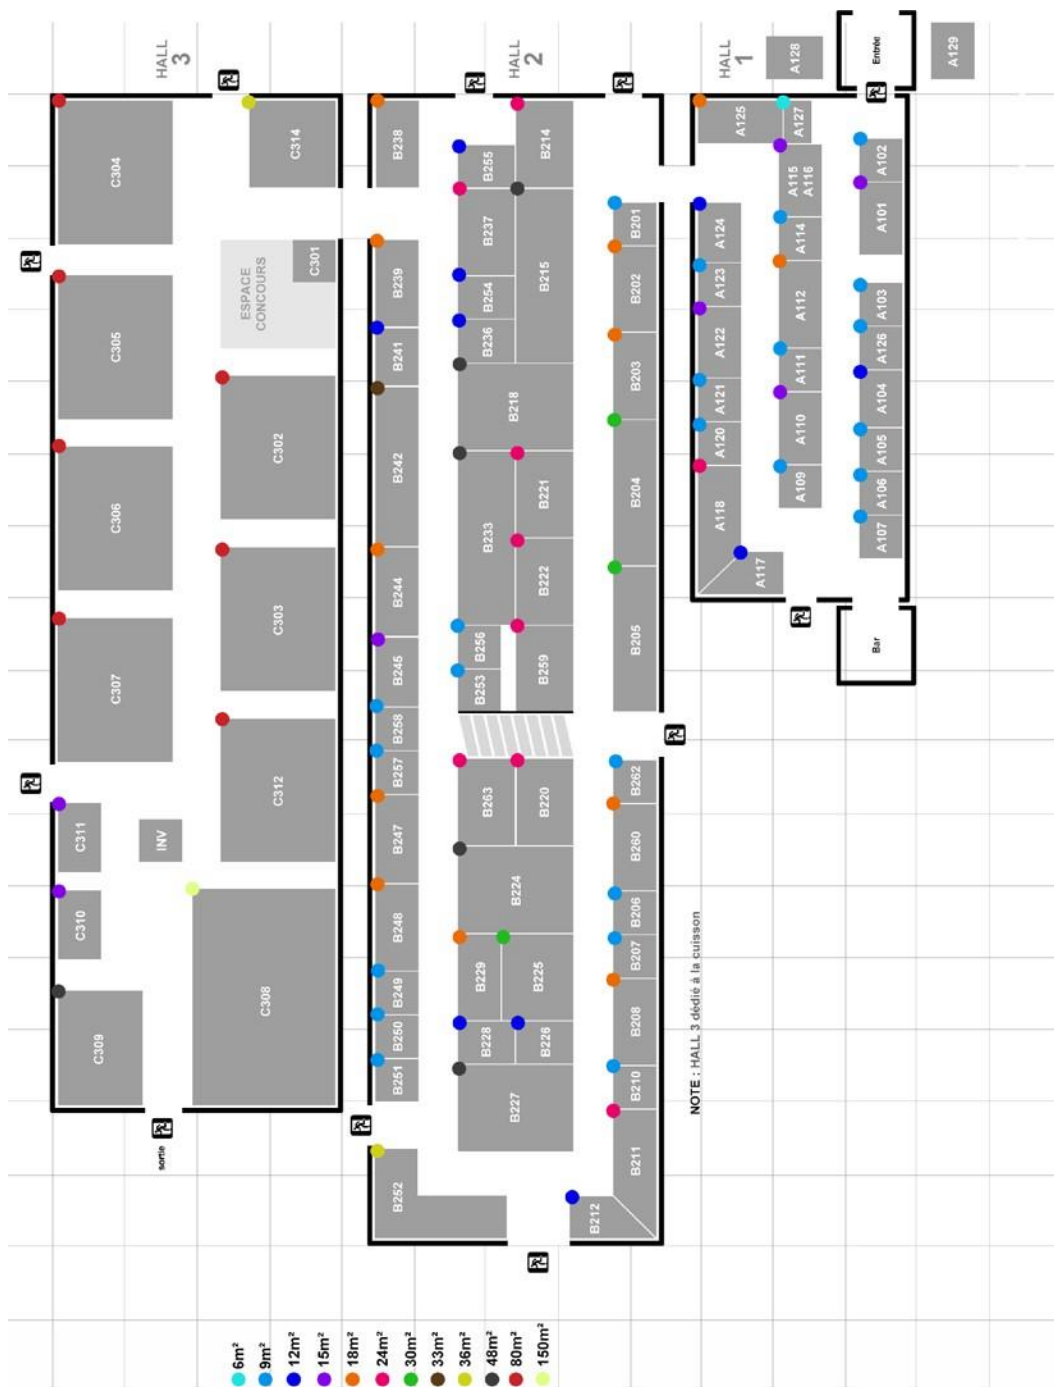 HALL
3
HALL
2
HALL
1
Entrée
A128
A129
C304
C314
B238
B255
B214
A125
A127
A115
A116
A102
A101
C301
ESPACE
CONCOURS
C305
B239
B241
B237
B254
B236
B215
B201
B202
B203
A124
A123
A122
A114
A112
A111
A103
A126
A104
C302
C306
B242
B218
B233
B221
B204
A121
A120
A118
A110
A109
A105
A106
A107
C303
C307
B244
B245
B222
B256
B253
B259
B205
A117
Bar
C312
B258
B257
B247
B263
B220
B262
B260
C311
INV
C310
C308
C309
B248
B249
B250
B251
B224
B229
B225
B228
B226
B227
B206
B207
B208
B210
B211
B212
B252
sortie
NOTE : HALL 3 dédié à la cuisson
6m²
9m²
12m²
15m²
18m²
24m²
30m²
33m²
36m²
48m²
80m²
150m²